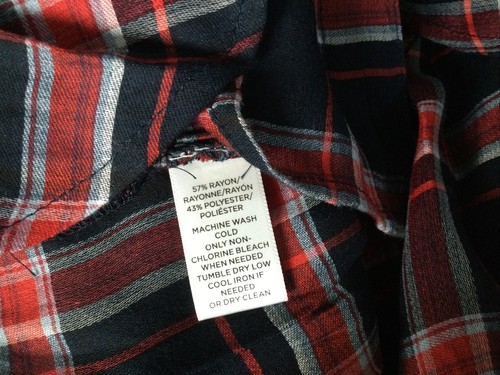 57% RAYON/
RAYONNE/RAYÓN
43% POLYESTER/
POLIÉSTER
MACHINE WASH
COLD
ONLY NON-
CHLORINE BLEACH
WHEN NEEDED
TUMBLE DRY LOW
COOL IRON IF
NEEDED
OR DRY CLEAN